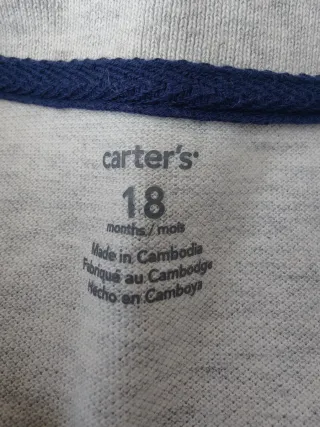 carter's
18
months / mois
Made in Cambodia
Fabriqué au Cambodge
Hecho en Camboya